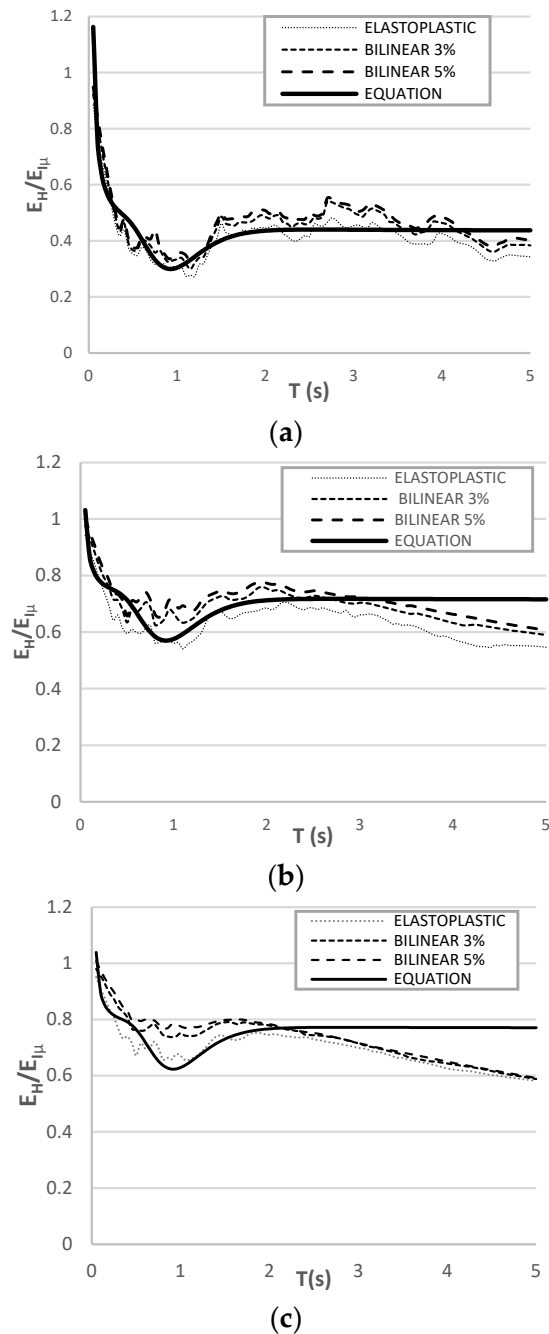 ELASTOPLASTIC
BILINEAR 3%
BILINEAR 5%
EQUATION
1.2
1
0.8
0.6
0.4
0.2
0
E_H/E_Iμ
0 1 2 3 4 5
T (s)
(a)
ELASTOPLASTIC
BILINEAR 3%
BILINEAR 5%
EQUATION
1.2
1
0.8
0.6
0.4
0.2
0
E_H/E_Iμ
0 1 2 3 4 5
T (s)
(b)
ELASTOPLASTIC
BILINEAR 3%
BILINEAR 5%
EQUATION
1.2
1
0.8
0.6
0.4
0.2
0
E_H/E_Iμ
0 1 2 3 4 5
T(s)
(c)